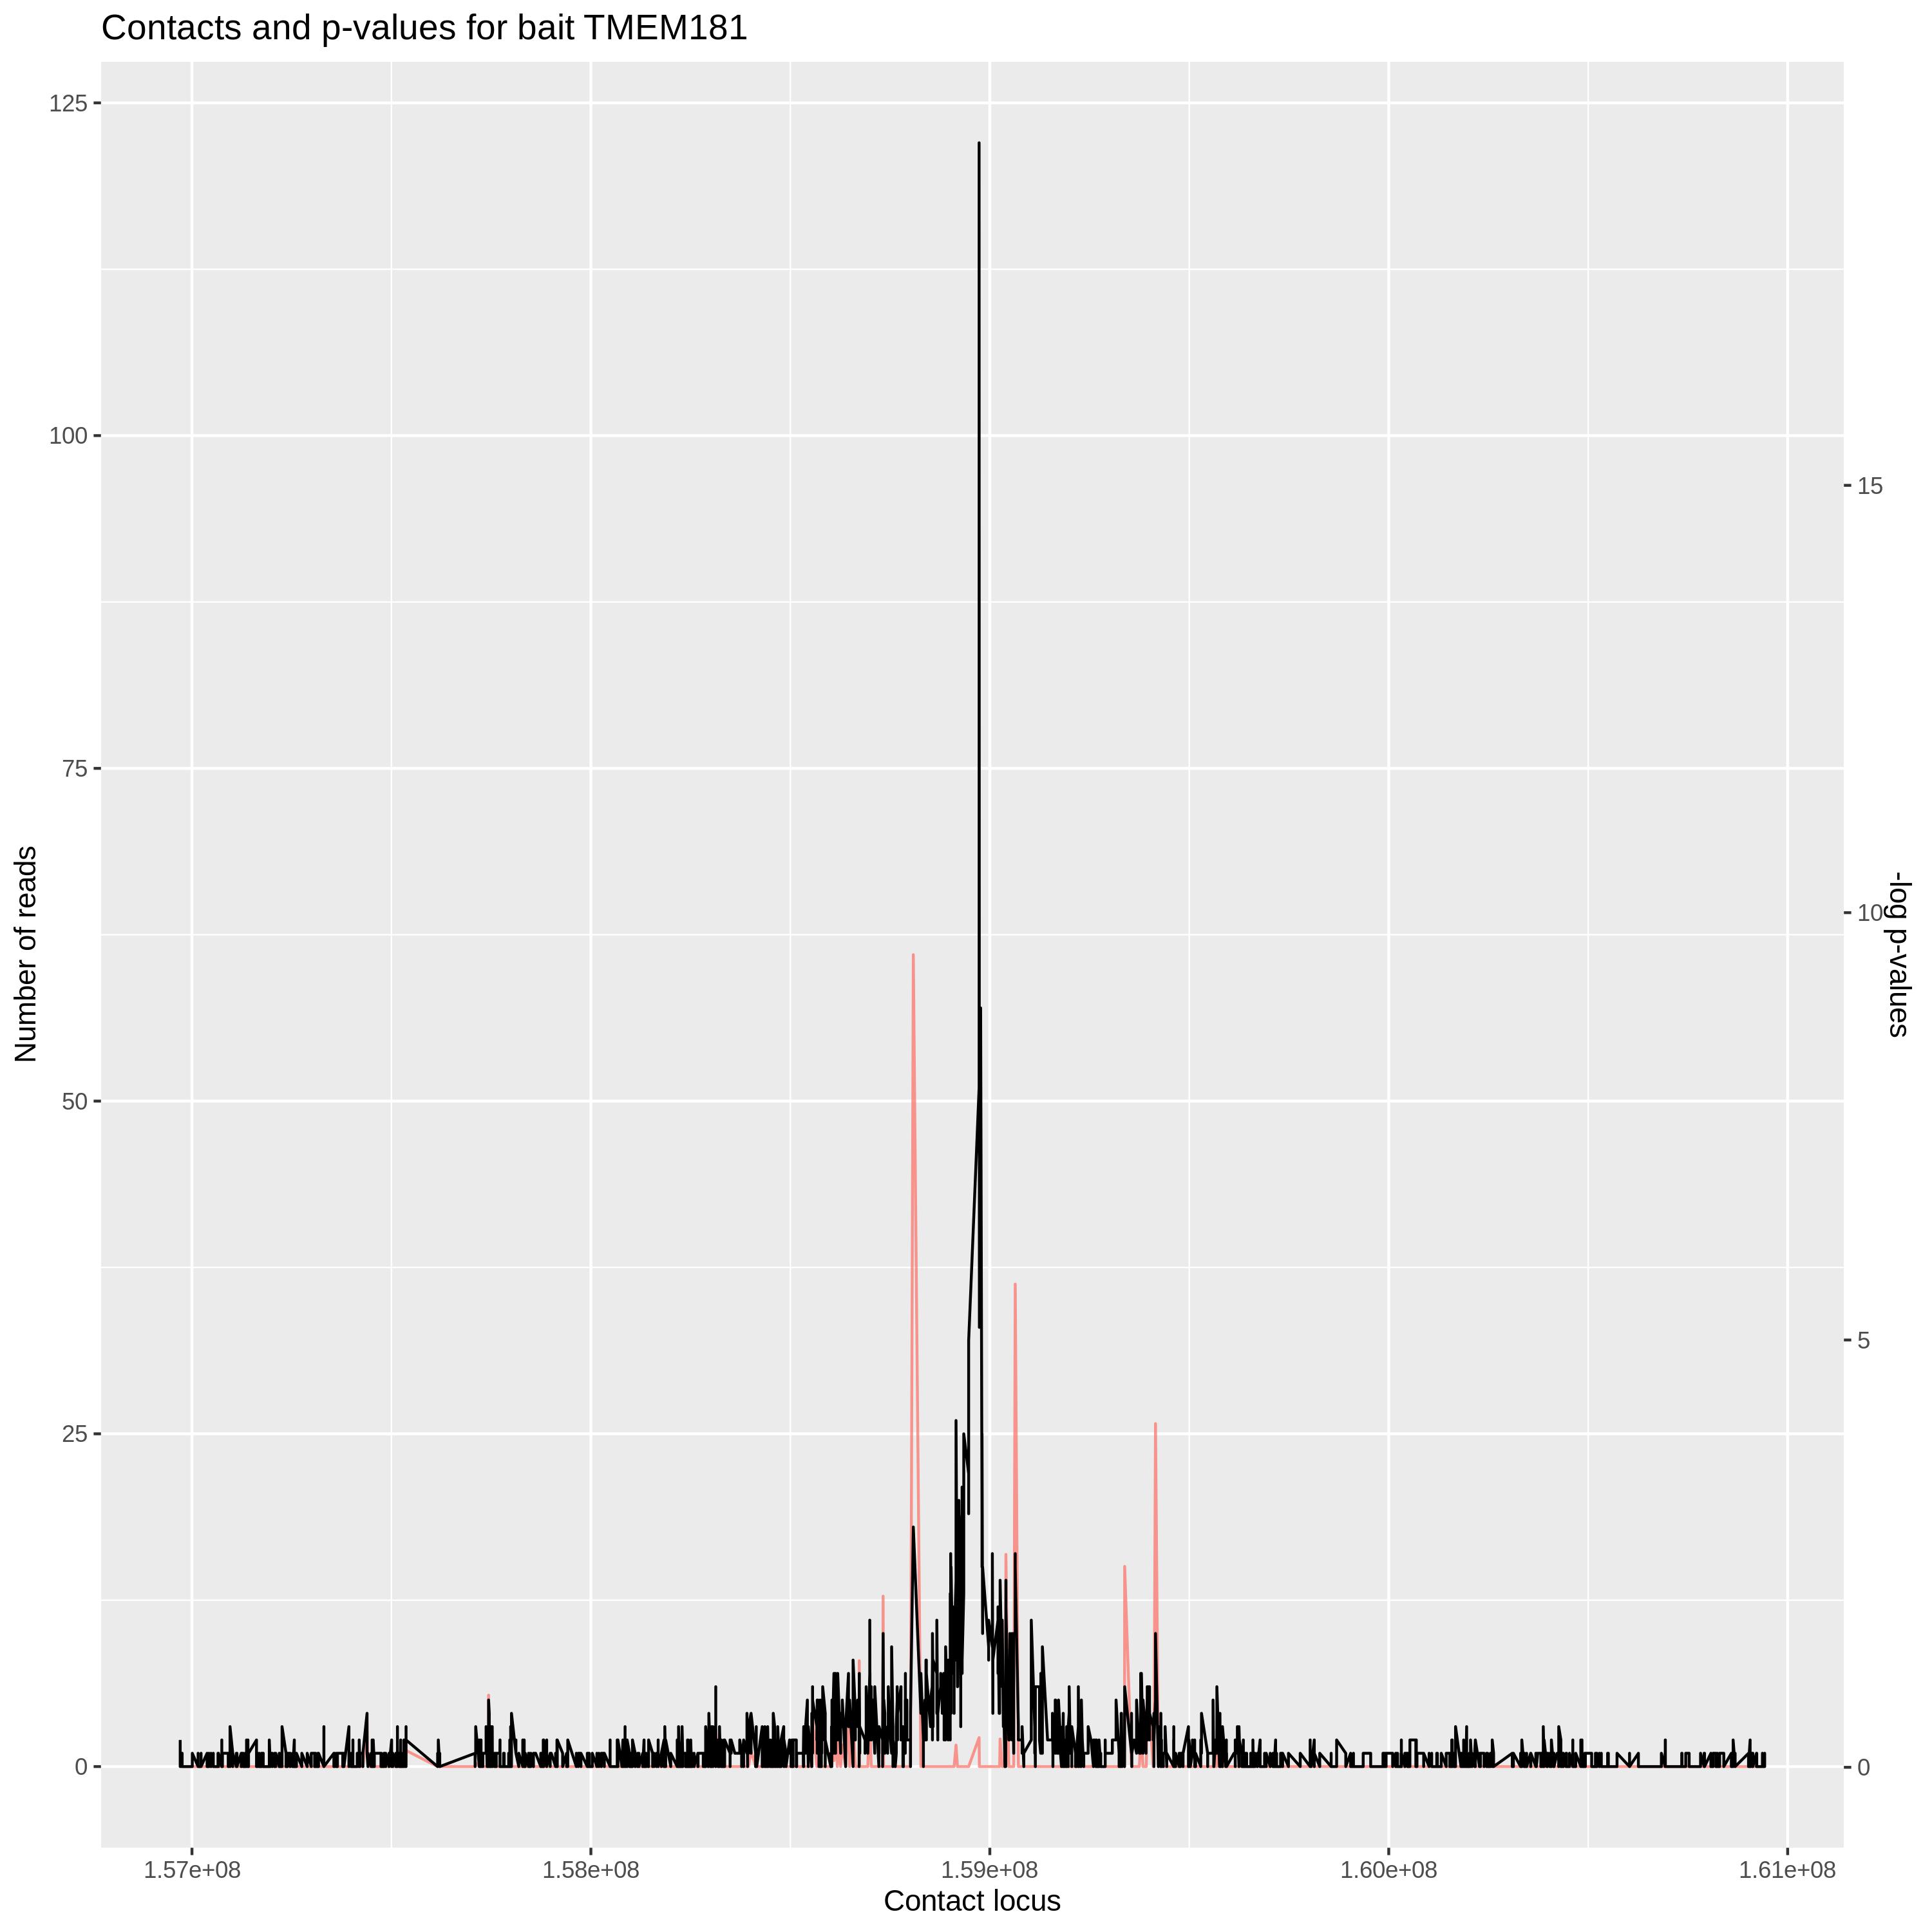 Contacts and p-values for bait TMEM181
125
100
75
50
25
0
Number of reads
15
10
5
0
-log p-values
1.57e+08
1.58e+08
1.59e+08
1.60e+08
1.61e+08
Contact locus